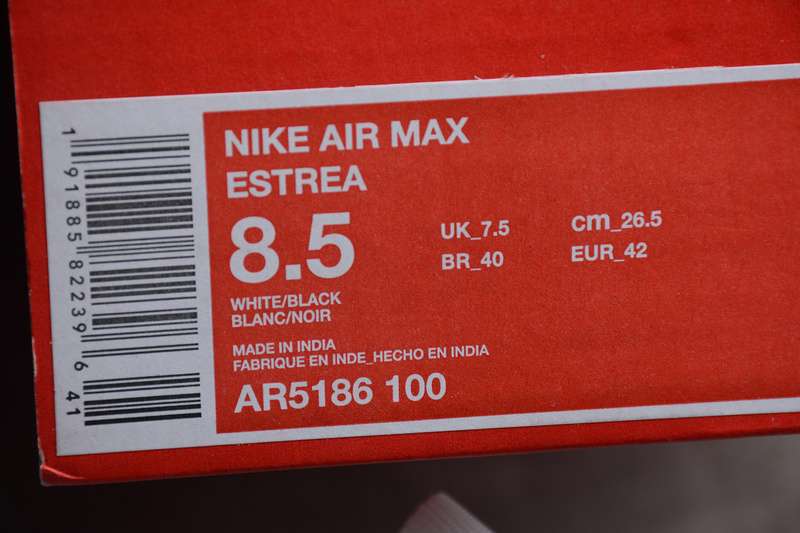 NIKE AIR MAX
ESTREA
8.5
UK_7.5
cm_26.5
BR_40
EUR_42
WHITE/BLACK
BLANC/NOIR
MADE IN INDIA
FABRIQUE EN INDE_HECHO EN INDIA
AR5186 100
1 91885 82239 6 41